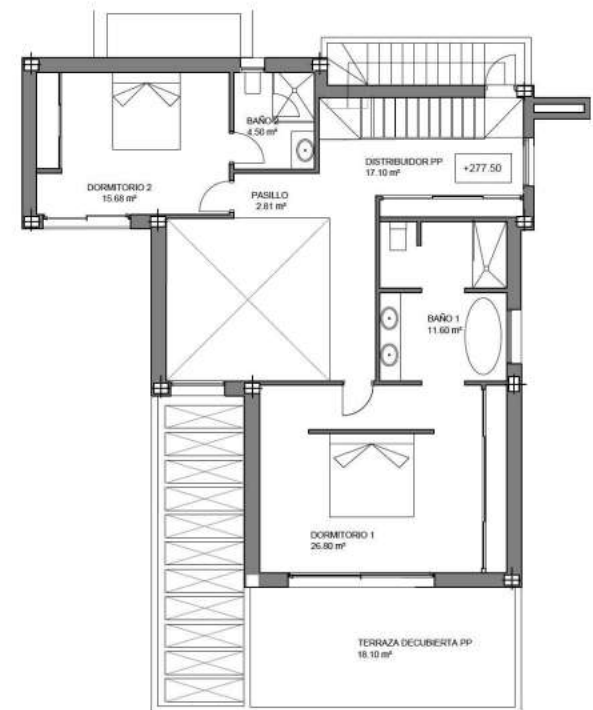 BAÑO 2
4.50 m²
DISTRIBUIDOR PP
17.10 m²
+277.50
DORMITORIO 2
15.68 m²
PASILLO
2.81 m²
BAÑO 1
11.60 m²
DORMITORIO 1
26.80 m²
TERRAZA DECUBIERTA PP
18.10 m²